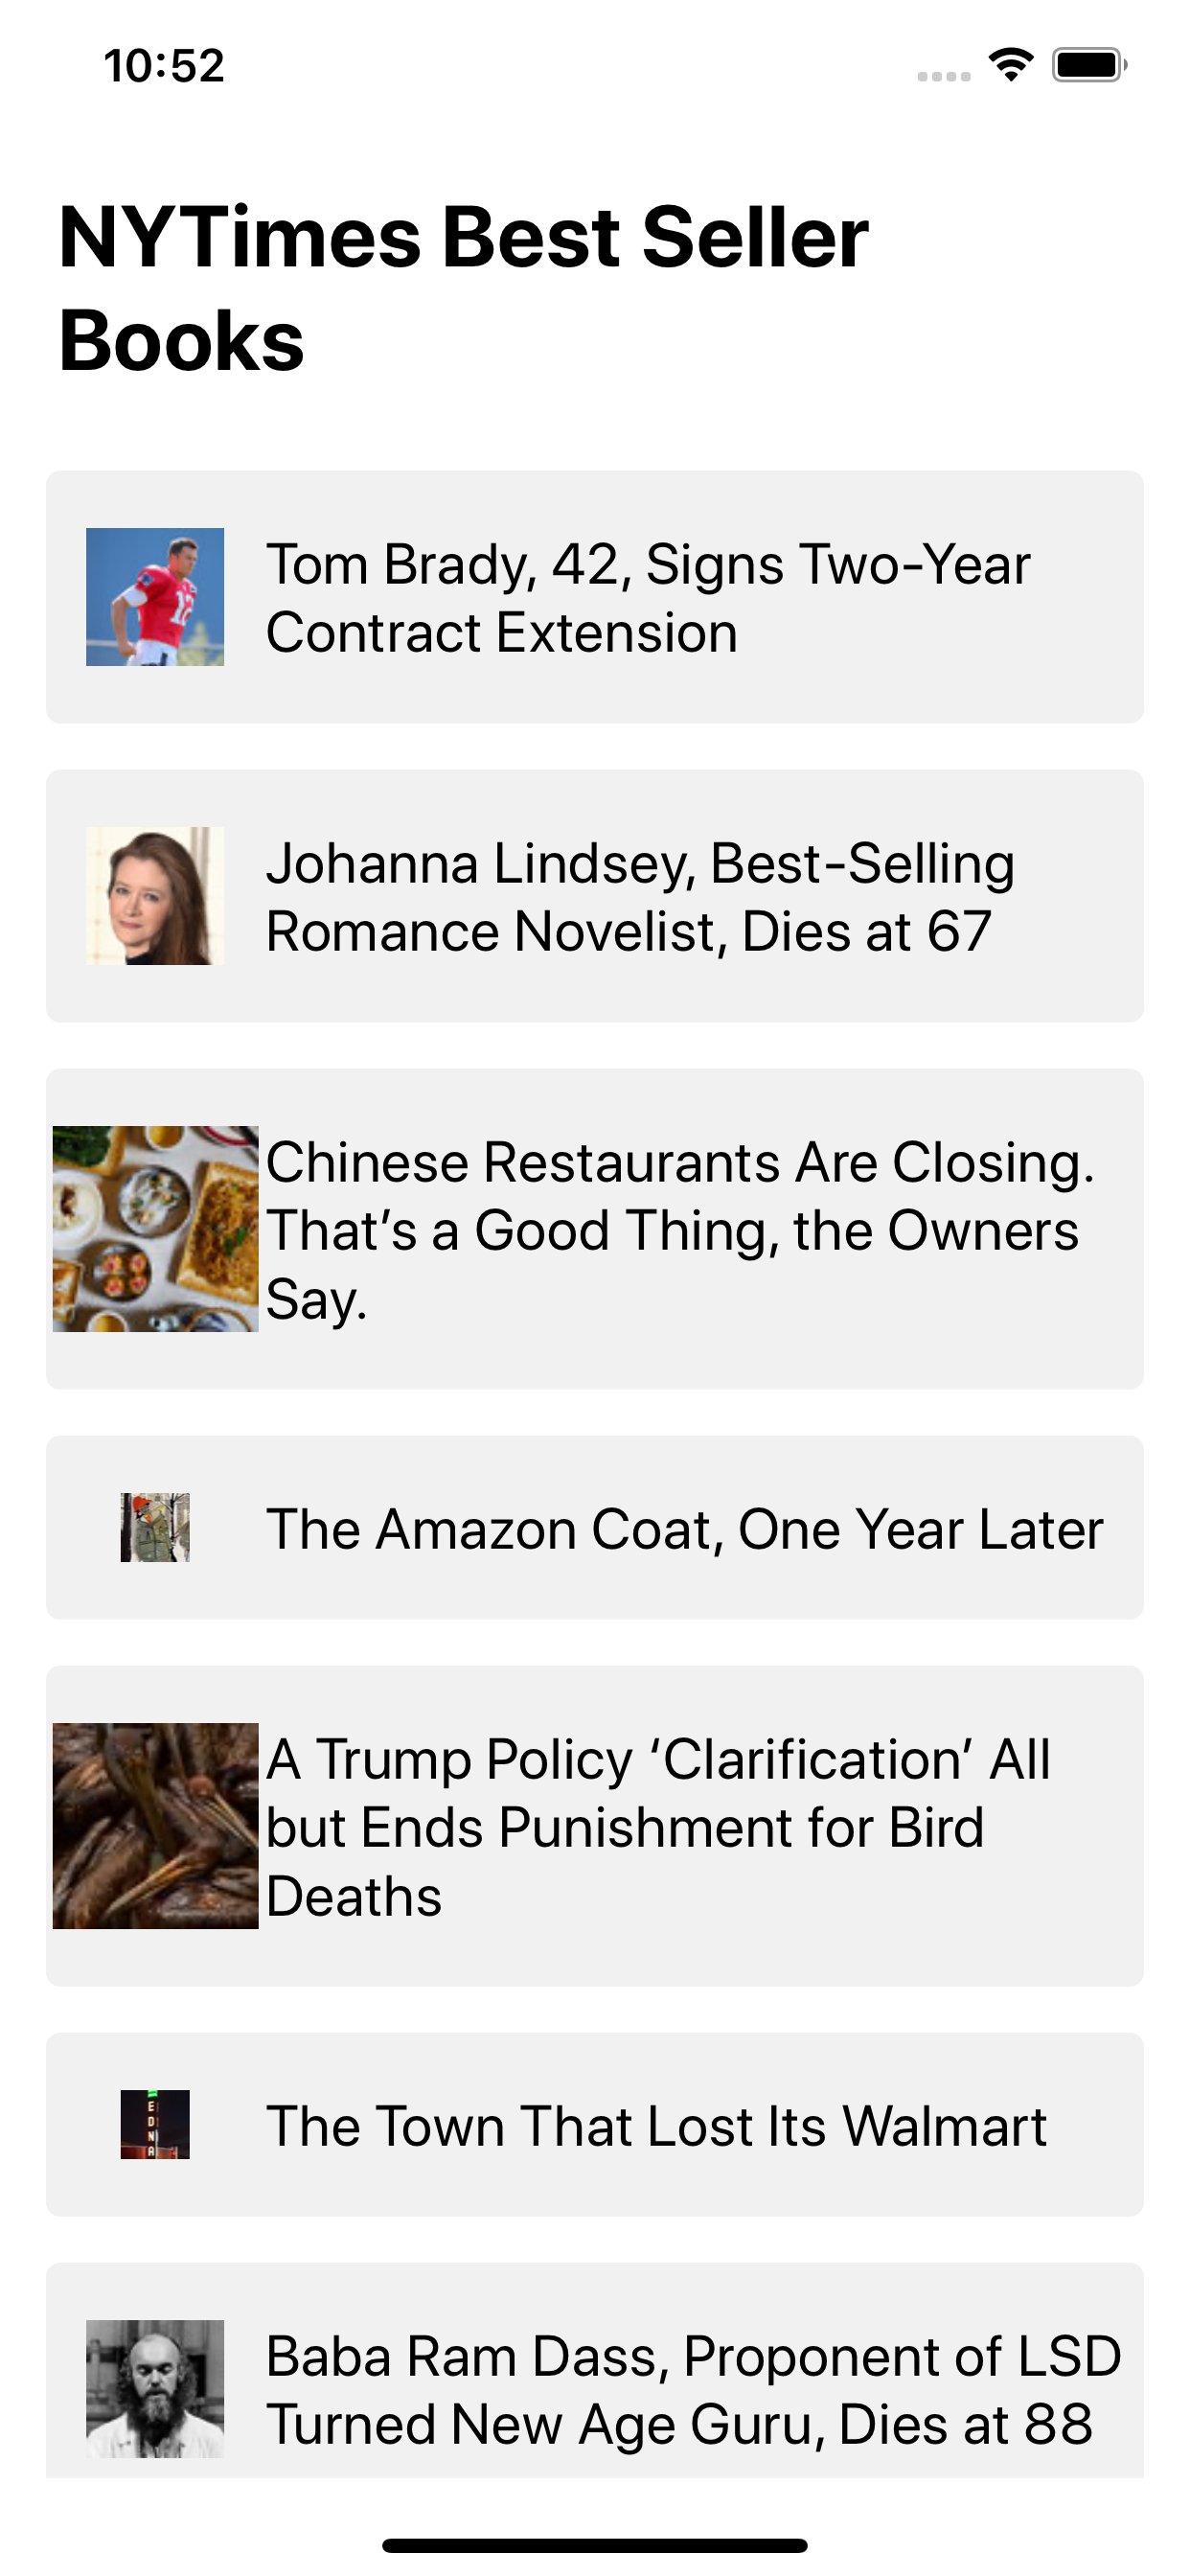 10:52
NYTimes Best Seller
Books
Tom Brady, 42, Signs Two-Year
Contract Extension
12
Johanna Lindsey, Best-Selling
Romance Novelist, Dies at 67
Chinese Restaurants Are Closing.
That’s a Good Thing, the Owners
Say.
The Amazon Coat, One Year Later
A Trump Policy ‘Clarification’ All
but Ends Punishment for Bird
Deaths
EDNA
The Town That Lost Its Walmart
Baba Ram Dass, Proponent of LSD
Turned New Age Guru, Dies at 88